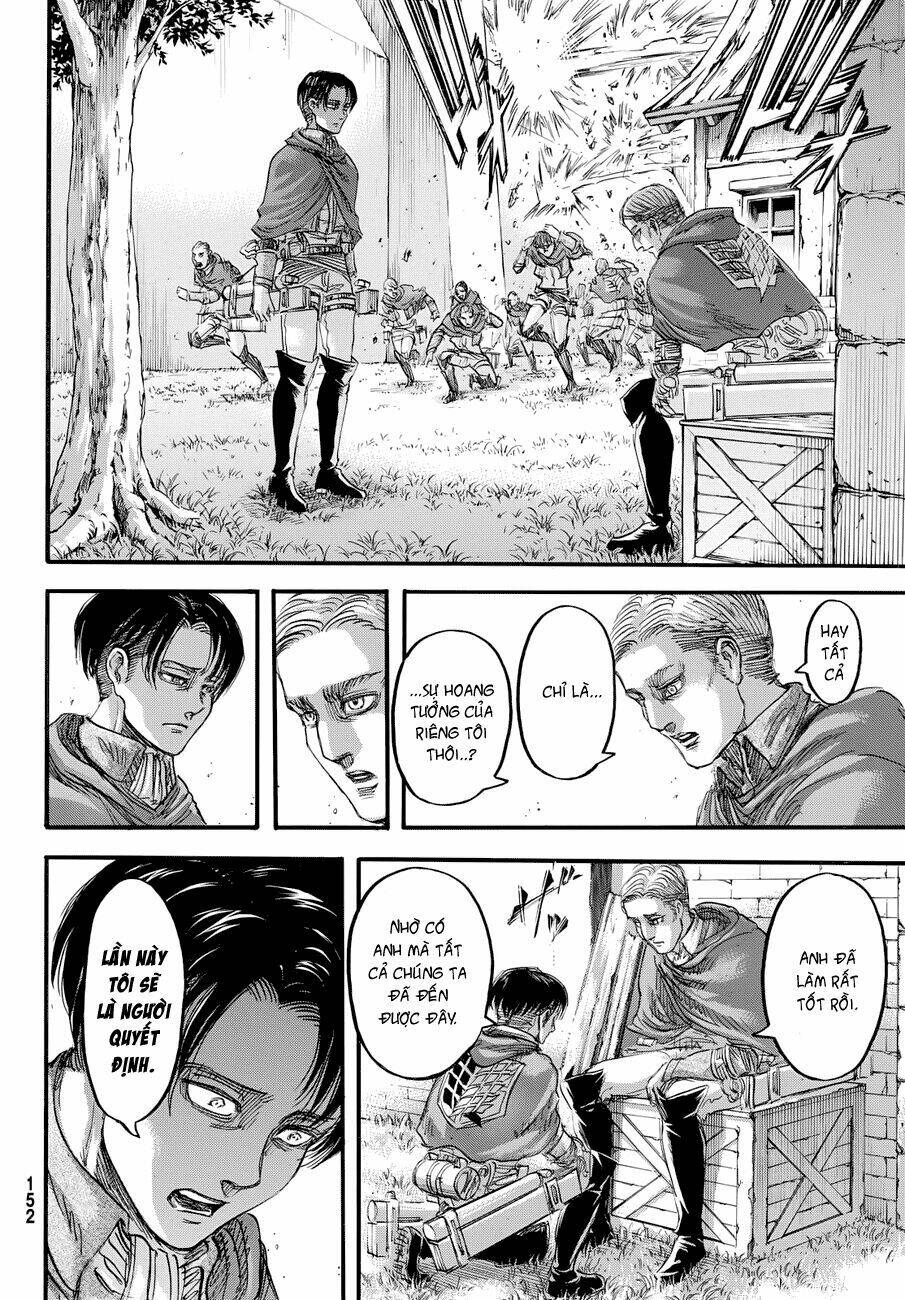 HAY
TẤT
CẢ
CHỈ LÀ...
...SỰ HOANG
TƯỞNG CỦA
RIÊNG TÔI
THÔI..?
ANH ĐÃ
LÀM RẤT
TỐT RỒI.
NHỜ CÓ
ANH MÀ TẤT
CẢ CHÚNG TA
ĐÃ ĐẾN
ĐƯỢC ĐÂY.
LẦN NÀY
TÔI SẼ
LÀ NGƯỜI
QUYẾT
ĐỊNH.
152